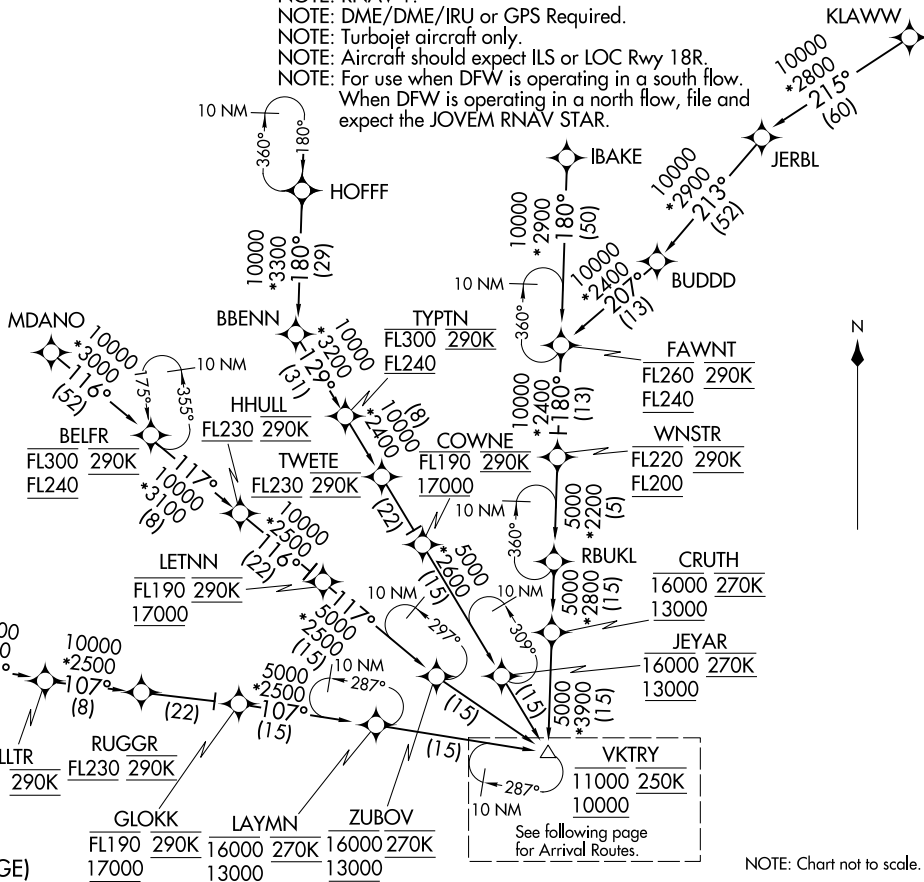 NOTE: DME/DME/IRU or GPS Required.
NOTE: Turbojet aircraft only.
NOTE: Aircraft should expect ILS or LOC Rwy 18R.
NOTE: For use when DFW is operating in a south flow.
When DFW is operating in a north flow, file and
expect the JOVEM RNAV STAR.
KLAWW
10000
*2800
215°
(60)
JERBL
10000
*2900
213°
(52)
BUDDD
10000
*2400
207°
(13)
10 NM
360°
180°
HOFFF
10000
*3300
180°
(29)
BBENN
IBAKE
10000
*2900
180°
(50)
10 NM
360°
FAWNT
FL260 290K
FL240
N
MDANO
10000
*3000
116°
(52)
175°
355°
10 NM
BELFR
FL300 290K
FL240
10000
*3200
129°
(31)
TYPTN
FL300 290K
FL240
10000
*2400
(8)
10000
*2400
180°
(13)
WNSTR
FL220 290K
FL200
117°
10000
*3100
(8)
HHULL
FL230 290K
TWETE
FL230 290K
(22)
COWNE
FL190 290K
17000
10 NM
360°
5000
*2200
(5)
RBUKL
10000
*2500
116°
(22)
LETNN
FL190 290K
17000
5000
*2600
(15)
5000
*2800
(15)
CRUTH
16000 270K
13000
117°
5000
*2500
(15)
10 NM
297°
10 NM
309°
JEYAR
16000 270K
13000
10000
*2500
107°
(8)
(22)
5000
*2500
107°
(15)
10 NM
287°
(15)
(15)
(15)
5000
*3900
(15)
290K
RUGGR
FL230 290K
GLOKK
FL190 290K
17000
LAYMN
16000 270K
13000
ZUBOV
16000 270K
13000
287°
10 NM
VKTRY
11000 250K
10000
See following page
for Arrival Routes.
NOTE: Chart not to scale.